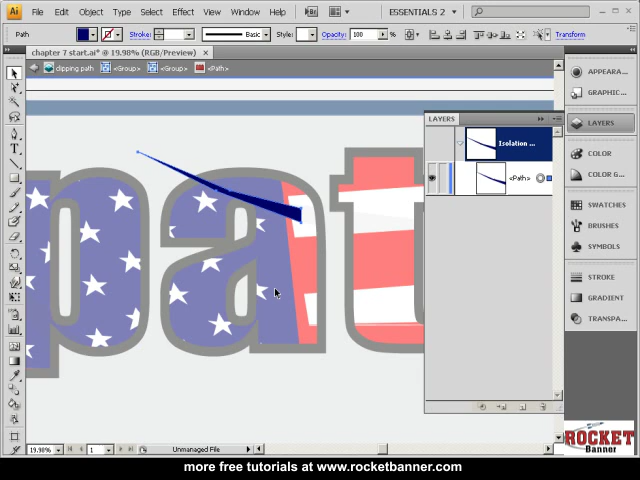 Ai File Edit Object Type Select Effect View Window Help Br ESSENTIALS 2
Path Stroke: Basic Style: Opacity: 100 % Transform
chapter 7 start.ai* @ 19.98% (RGB/Preview) ×
clipping path <Group> <Group> <Path>
LAYERS
Isolation ...
<Path>
APPEARA...
GRAPHIC...
LAYERS
COLOR
COLOR G...
SWATCHES
BRUSHES
SYMBOLS
STROKE
GRADIENT
TRANSPA...
pat
19.98% 1 Unmanaged File
ROCKET
Banner
more free tutorials at www.rocketbanner.com